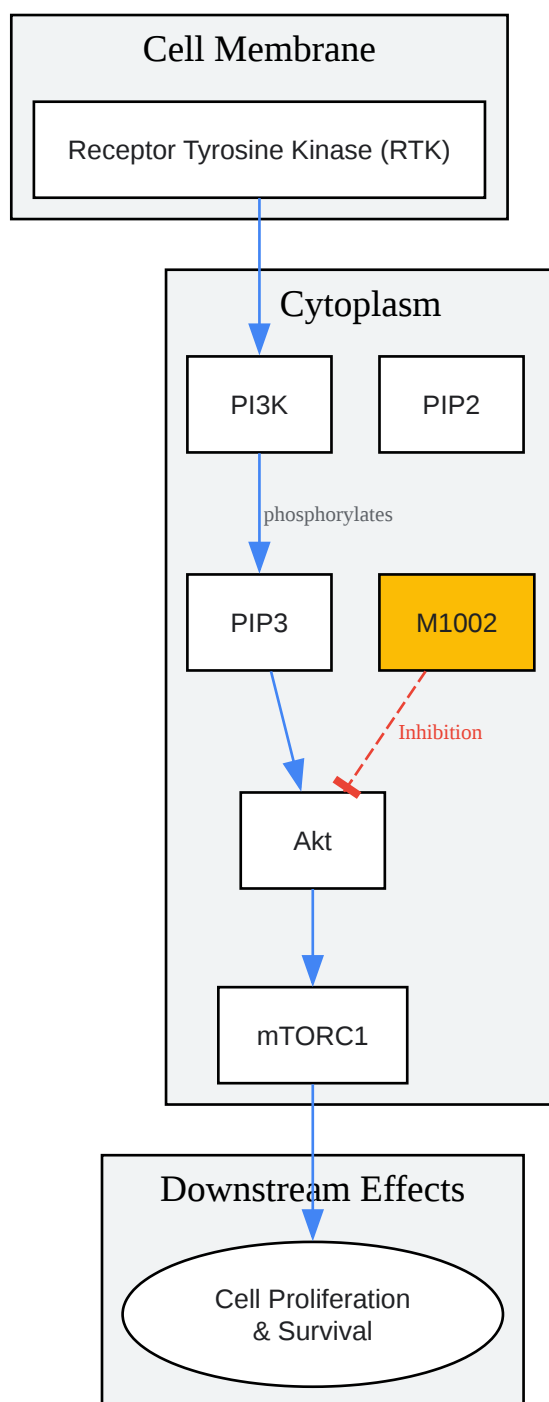 Cell Membrane
Receptor Tyrosine Kinase (RTK)
Cytoplasm
PI3K
PIP2
phosphorylates
PIP3
M1002
Inhibition
Akt
mTORC1
Downstream Effects
Cell Proliferation
& Survival